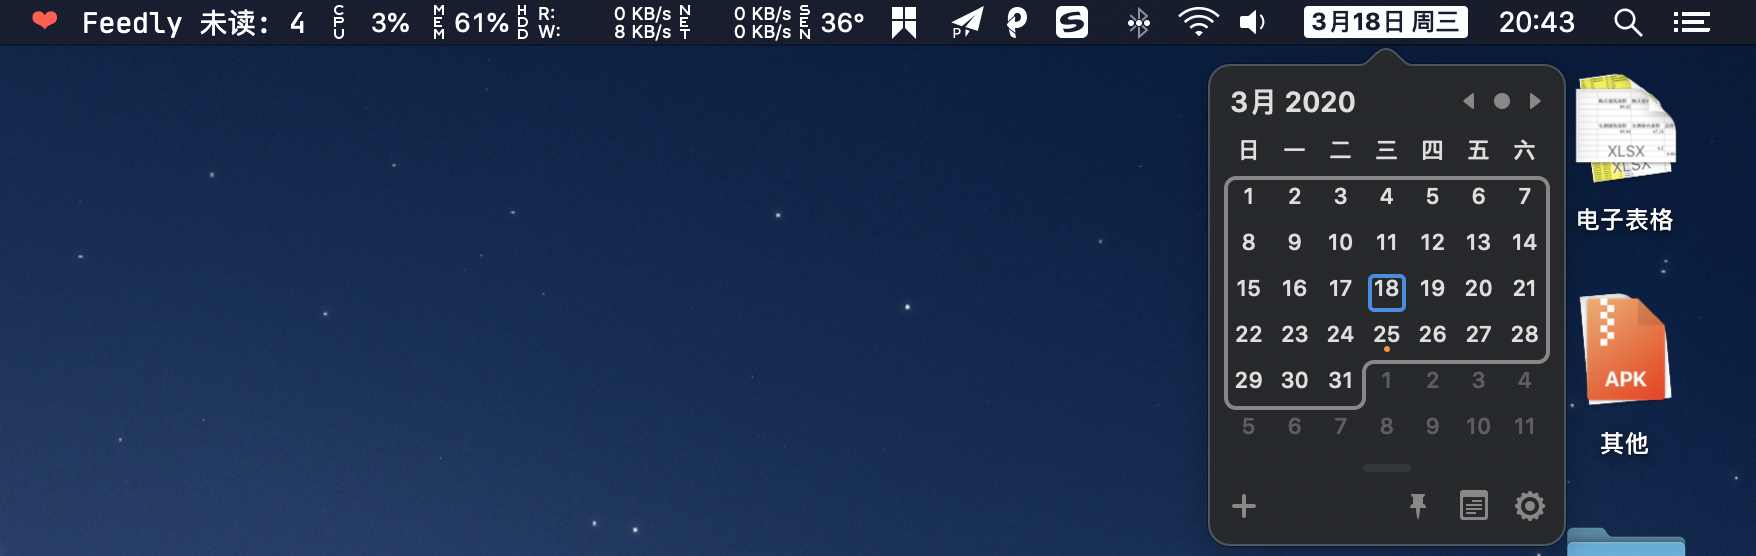 ❤ Feedly 未读: 4 CPU 3% MEM 61% HDD R: 0 KB/s W: 8 KB/s NET 0 KB/s 0 KB/s SEN 36° 3月18日 周三 20:43
3月 2020
日 一 二 三 四 五 六
1 2 3 4 5 6 7
8 9 10 11 12 13 14
15 16 17 18 19 20 21
22 23 24 25 26 27 28
29 30 31 1 2 3 4
5 6 7 8 9 10 11
XLSX
XLSX
电子表格
APK
其他